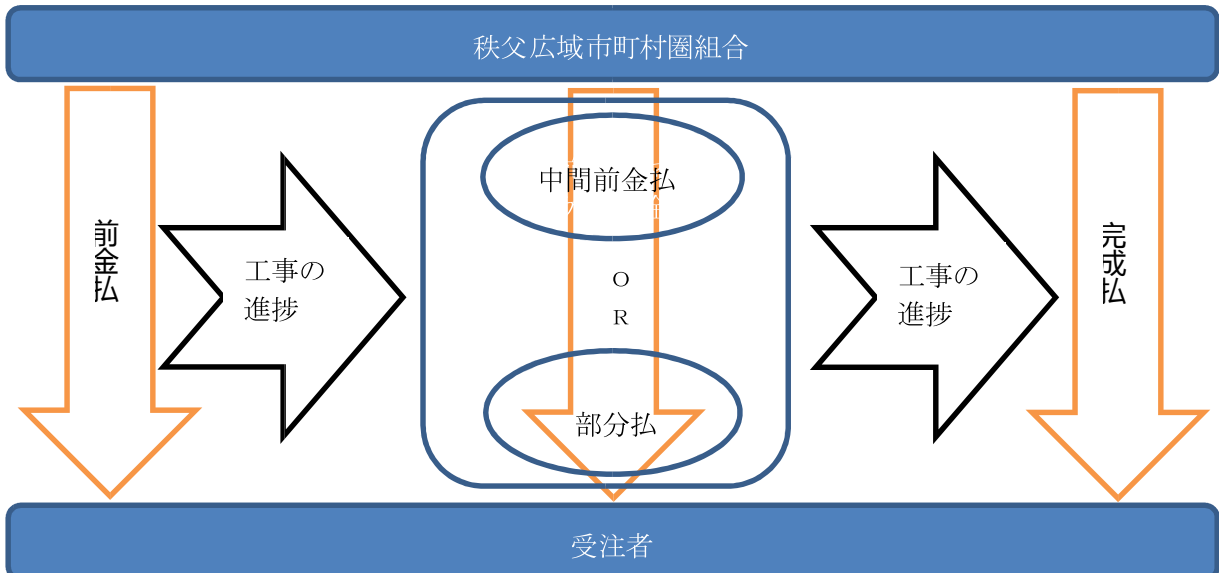 秩父広域市町村圏組合
前金払
工事の
進捗
中間前金払
O
R
部分払
工事の
進捗
完成払
受注者